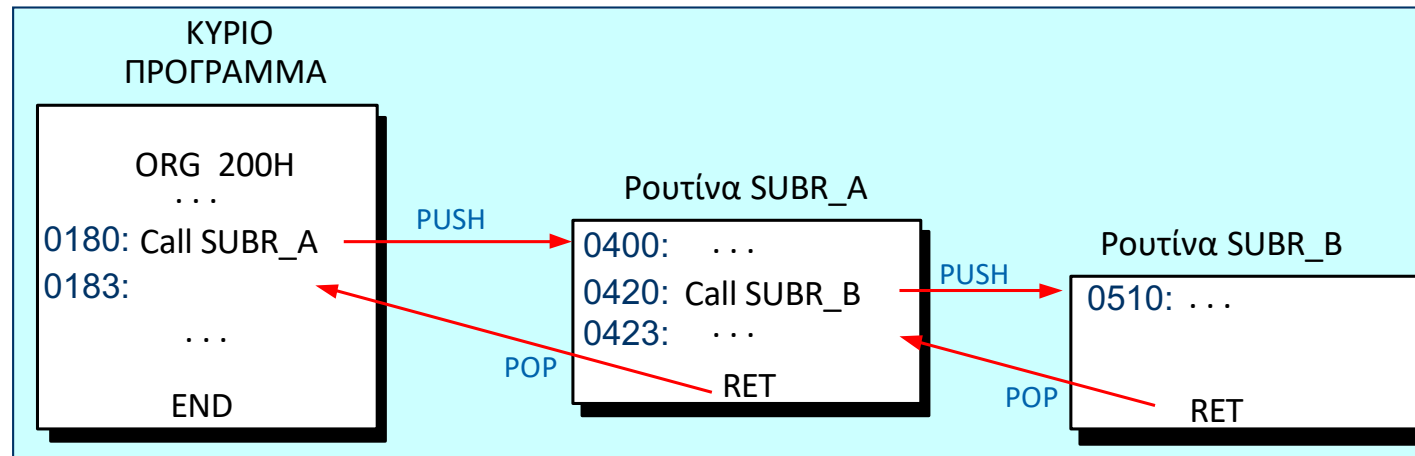 ΚΥΡΙΟ
ΠΡΟΓΡΑΜΜΑ
ORG 200H
. . .
0180: Call SUBR_A
0183:
. . .
END
PUSH
POP
Ρουτίνα SUBR_A
0400: . . .
0420: Call SUBR_B
0423: . . .
RET
PUSH
POP
Ρουτίνα SUBR_B
0510: . . .
RET